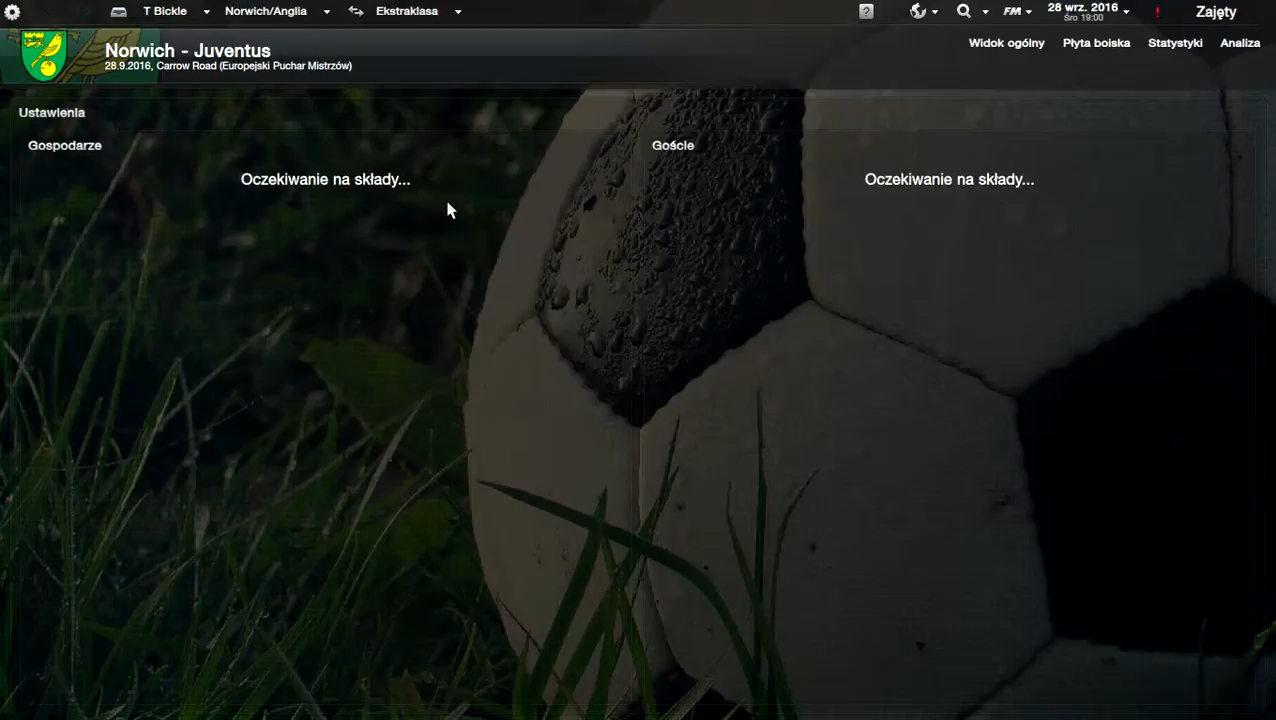 T Bickle Norwich/Anglia Ekstraklasa ? FM 28 wrz. 2016 ! Zajęty
Śro 19:00
Norwich - Juventus Widok ogólny Płyta boiska Statystyki Analiza
28.9.2016, Carrow Road (Europejski Puchar Mistrzów)
Ustawienia
Gospodarze Goście
Oczekiwanie na składy... Oczekiwanie na składy...